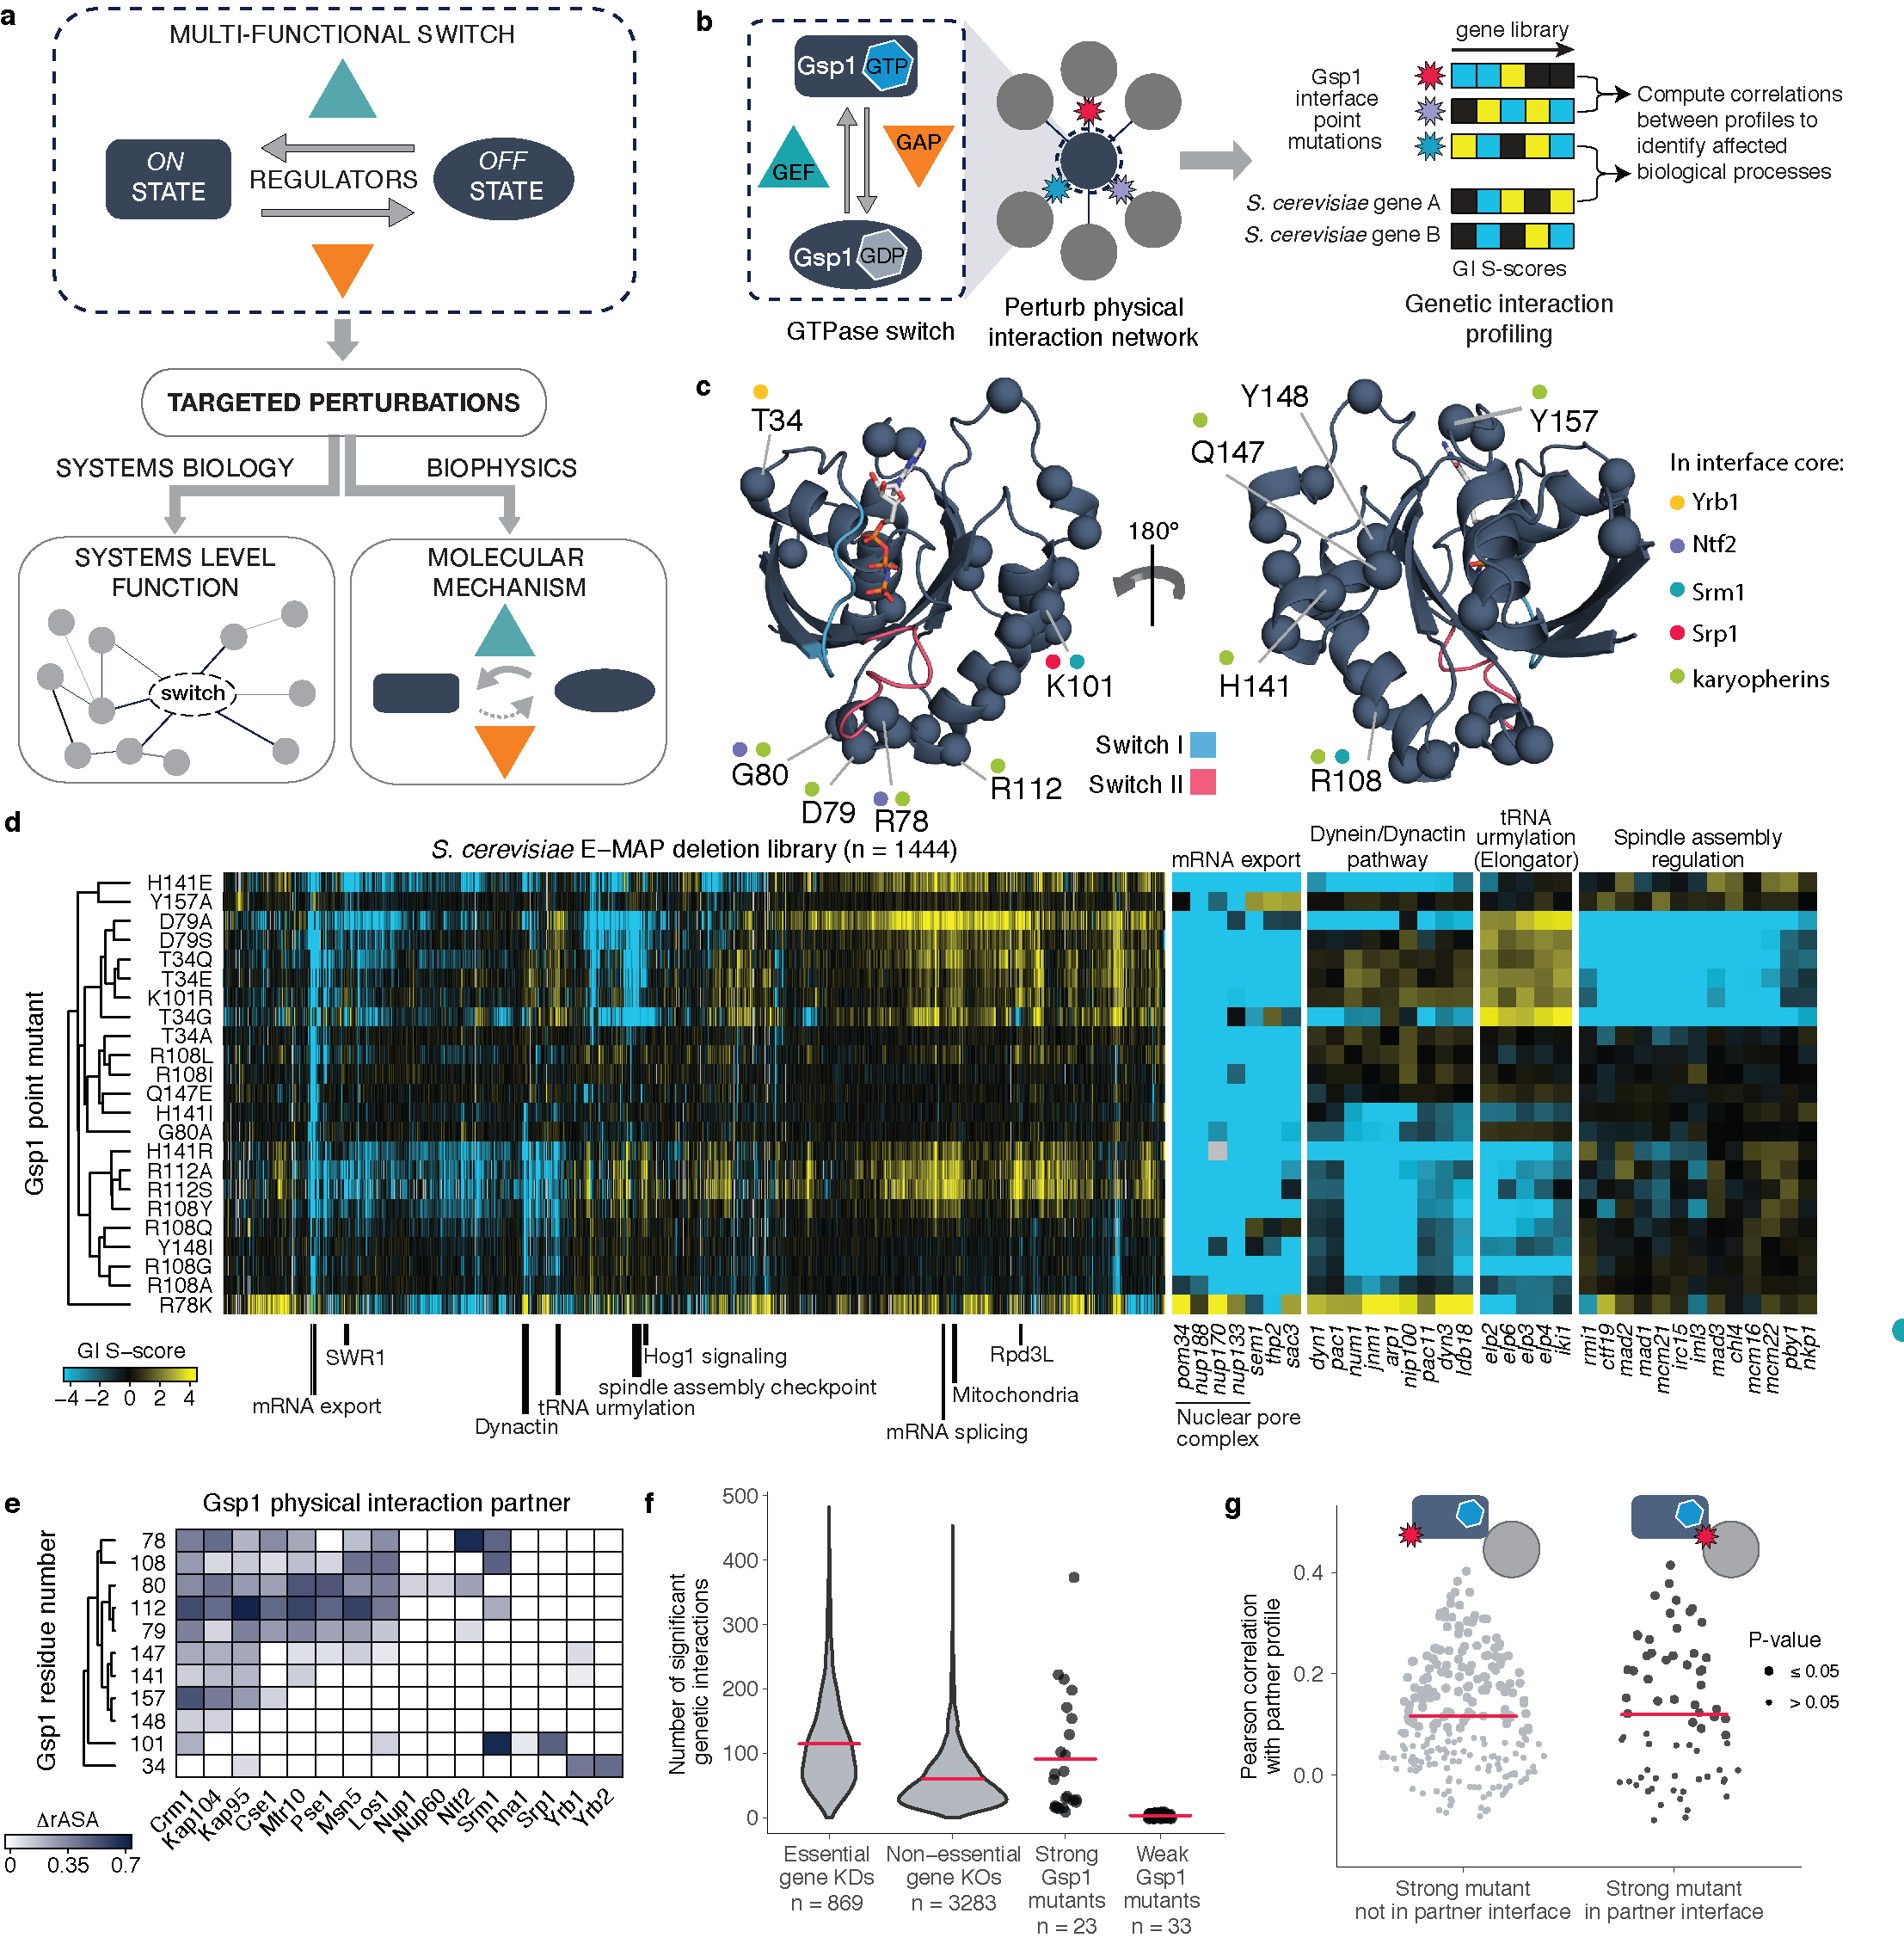 a
MULTI-FUNCTIONAL SWITCH
ON
STATE
REGULATORS
OFF
STATE
TARGETED PERTURBATIONS
SYSTEMS BIOLOGY
BIOPHYSICS
SYSTEMS LEVEL
FUNCTION
switch
MOLECULAR
MECHANISM
b
Gsp1 GTP
GEF
GAP
Gsp1 GDP
GTPase switch
Perturb physical
interaction network
gene library
Gsp1
interface
point
mutations
S. cerevisiae gene A
S. cerevisiae gene B
GI S-scores
Genetic interaction
profiling
Compute correlations
between profiles to
identify affected
biological processes
c
T34
G80
D79
R78
R112
K101
180º
Switch I
Switch II
Y148
Q147
Y157
H141
R108
In interface core:
Yrb1
Ntf2
Srm1
Srp1
karyopherins
d
S. cerevisiae E−MAP deletion library (n = 1444)
mRNA export
Dynein/Dynactin
pathway
tRNA
urmylation
(Elongator)
Spindle assembly
regulation
Gsp1 point mutant
H141E
Y157A
D79A
D79S
T34Q
T34E
K101R
T34G
T34A
R108L
R108I
Q147E
H141I
G80A
H141R
R112A
R112S
R108Y
R108Q
Y148I
R108G
R108A
R78K
GI S−score
−4 −2 0 2 4
mRNA export
SWR1
Dynactin
tRNA urmylation
spindle assembly checkpoint
Hog1 signaling
mRNA splicing
Mitochondria
Rpd3L
pom34
nup188
nup170
nup133
sem1
thp2
sac3
Nuclear pore
complex
dyn1
pac1
num1
jnm1
arp1
nip100
pac11
dyn3
ldb18
elp2
elp6
elp3
elp4
iki1
rmi1
ctf19
mad2
mad1
mcm21
irc15
iml3
mad3
chl4
mcm16
mcm22
pby1
nkp1
e
Gsp1 physical interaction partner
Gsp1 residue number
78
108
80
112
79
147
141
157
148
101
34
Crm1
Kap104
Kap95
Cse1
Mtr10
Pse1
Msn5
Los1
Nup1
Nup60
Ntf2
Srm1
Rna1
Srp1
Yrb1
Yrb2
ΔrASA
0 0.35 0.7
f
Number of significant
genetic interactions
500
400
300
200
100
0
Essential
gene KDs
n = 869
Non−essential
gene KOs
n = 3283
Strong
Gsp1
mutants
n = 23
Weak
Gsp1
mutants
n = 33
g
Pearson correlation
with partner profile
0.4
0.2
0.0
P-value
≤ 0.05
> 0.05
Strong mutant
not in partner interface
Strong mutant
in partner interface